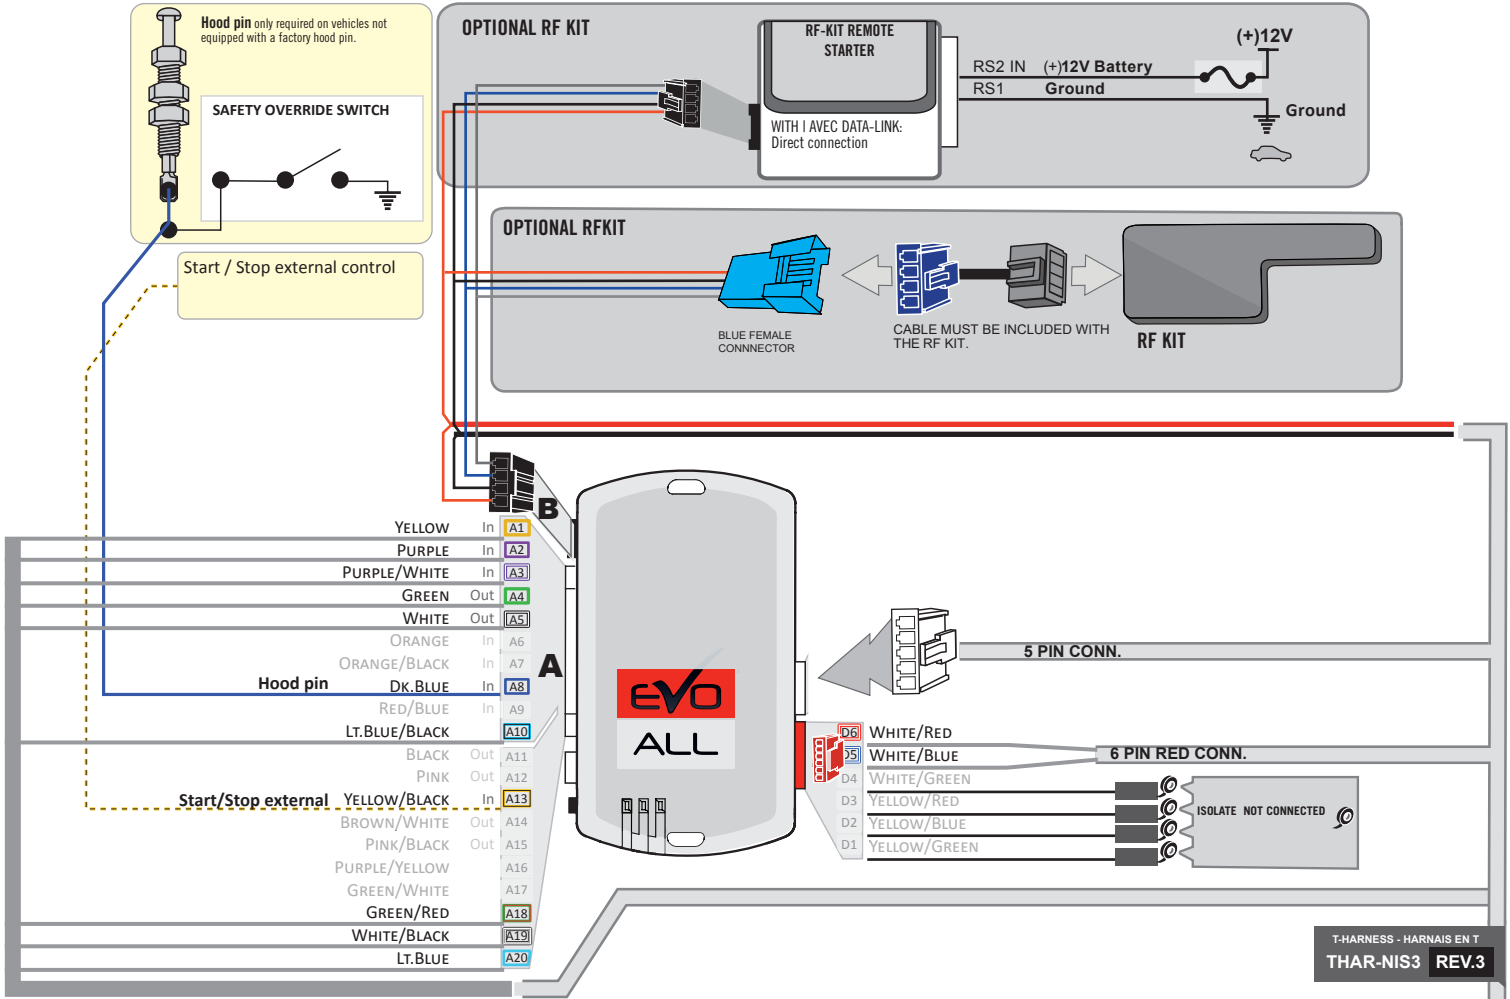 Hood pin only required on vehicles not
equipped with a factory hood pin.
SAFETY OVERRIDE SWITCH
Start / Stop external control
OPTIONAL RF KIT
RF-KIT REMOTE
STARTER
WITH I AVEC DATA-LINK:
Direct connection
RS2 IN (+)12V Battery
RS1 Ground
(+)12V
Ground
OPTIONAL RFKIT
BLUE FEMALE
CONNNECTOR
CABLE MUST BE INCLUDED WITH
THE RF KIT.
RF KIT
B
A
YELLOW In A1
PURPLE In A2
PURPLE/WHITE In A3
GREEN Out A4
WHITE Out A5
ORANGE In A6
ORANGE/BLACK In A7
Hood pin DK.BLUE In A8
RED/BLUE In A9
LT.BLUE/BLACK A10
BLACK Out A11
PINK Out A12
Start/Stop external YELLOW/BLACK In A13
BROWN/WHITE Out A14
PINK/BLACK Out A15
PURPLE/YELLOW A16
GREEN/WHITE A17
GREEN/RED A18
WHITE/BLACK A19
LT.BLUE A20
EVO
ALL
5 PIN CONN.
D6 WHITE/RED
D5 WHITE/BLUE
D4 WHITE/GREEN
D3 YELLOW/RED
D2 YELLOW/BLUE
D1 YELLOW/GREEN
6 PIN RED CONN.
ISOLATE NOT CONNECTED
T-HARNESS - HARNAIS EN T
THAR-NIS3 REV.3